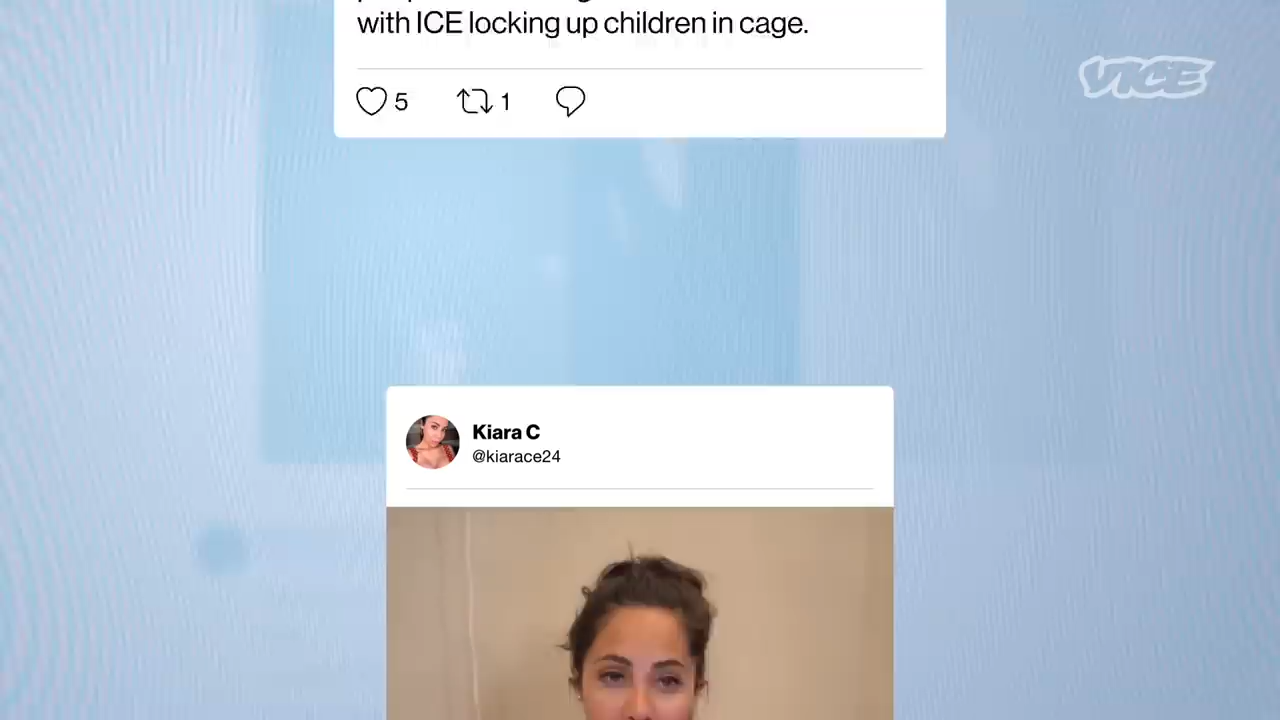 with ICE locking up children in cage.
5
1
VICE
Kiara C
@kiarace24